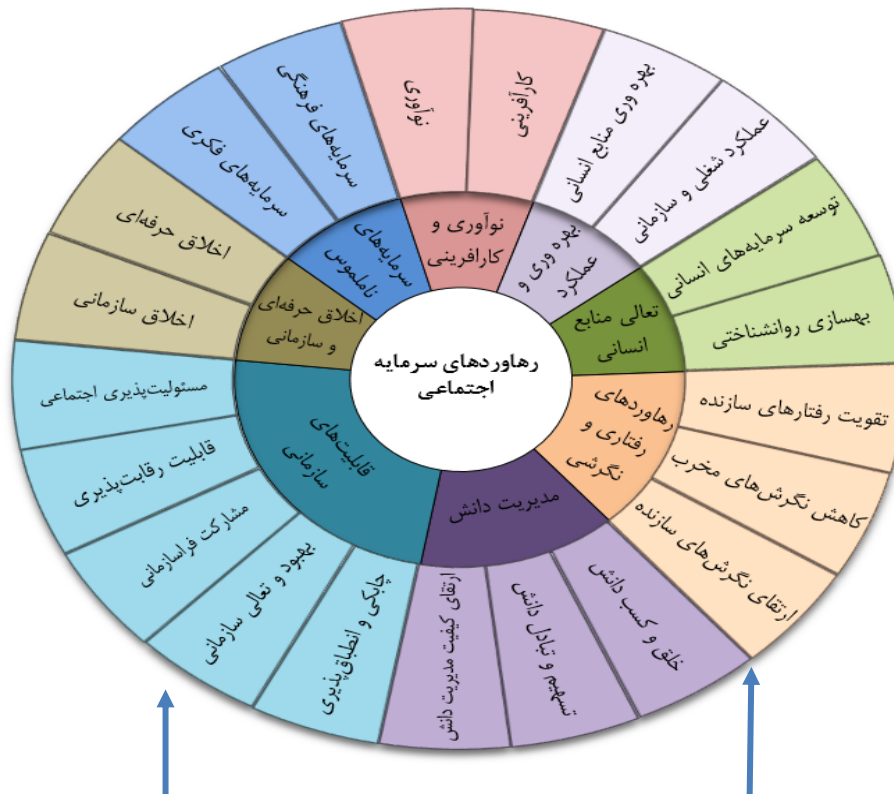 رهاوردهای سرمایه
اجتماعی
نوآوری و
کارافرینی
نوآوری
کارآفرینی
بهره وری و
عملکرد
بهره وری منابع انسانی
عملکرد شغلی و سازمانی
تعالی منابع
انسانی
توسعه سرمایه‌های انسانی
بهسازی روانشناختی
رهاوردهای
رفتاری و
نگرشی
تقویت رفتارهای سازنده
کاهش نگرش‌های مخرب
ارتقای نگرش‌های سازنده
مدیریت دانش
خلق و کسب دانش
تسهیم و تبادل دانش
ارتقای کیفیت مدیریت دانش
قابلیت‌های
سازمانی
چابکی و انطباق‌پذیری
بهبود و تعالی سازمانی
مشارکت فراسازمانی
قابلیت رقابت‌پذیری
مسئولیت‌پذیری اجتماعی
اخلاق حرفه‌ای
و سازمانی
اخلاق سازمانی
اخلاق حرفه‌ای
سرمایه‌های
ناملموس
سرمایه‌های فکری
سرمایه‌های فرهنگی